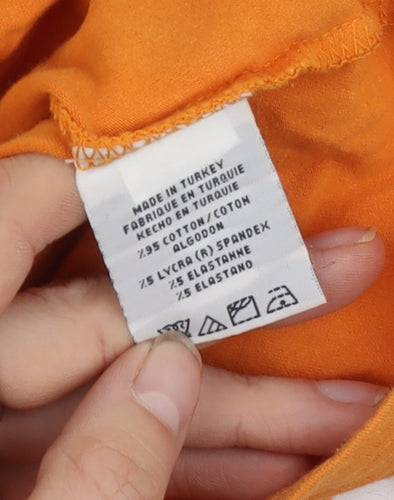 MADE IN TURKEY
FABRIQUE EN TURQUIE
HECHO EN TURQUIE
%95 COTTON/COTON
ALGODON
%5 LYCRA (R) SPANDEX
%5 ELASTANNE
%5 ELASTANO